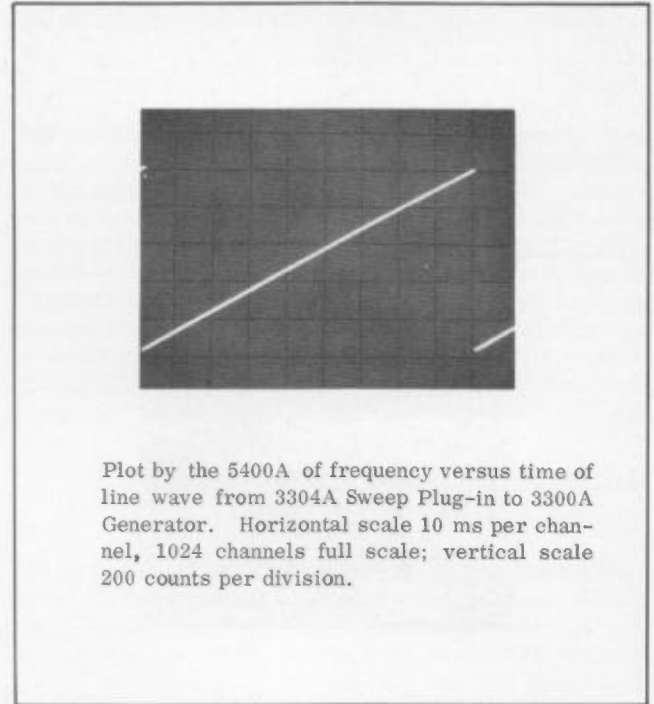 Plot by the 5400A of frequency versus time of
line wave from 3304A Sweep Plug-in to 3300A
Generator. Horizontal scale 10 ms per chan-
nel, 1024 channels full scale; vertical scale
200 counts per division.